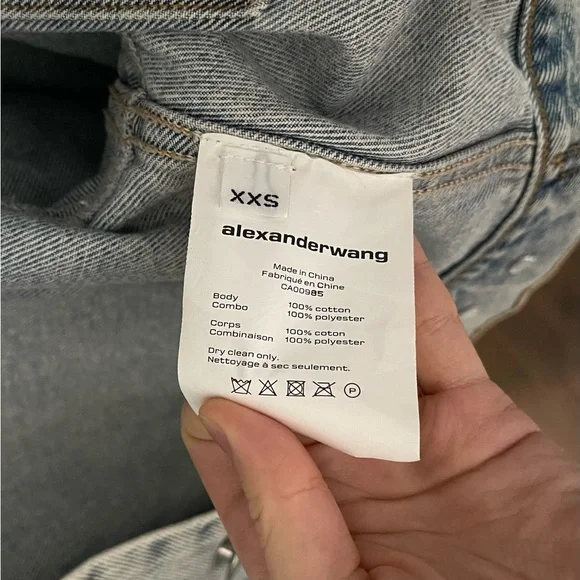 XXS
alexanderwang
Made in China
Fabriqué en Chine
CA00985
Body 100% cotton
Combo 100% polyester
Corps 100% coton
Combinaison 100% polyester
Dry clean only.
Nettoyage à sec seulement.
P